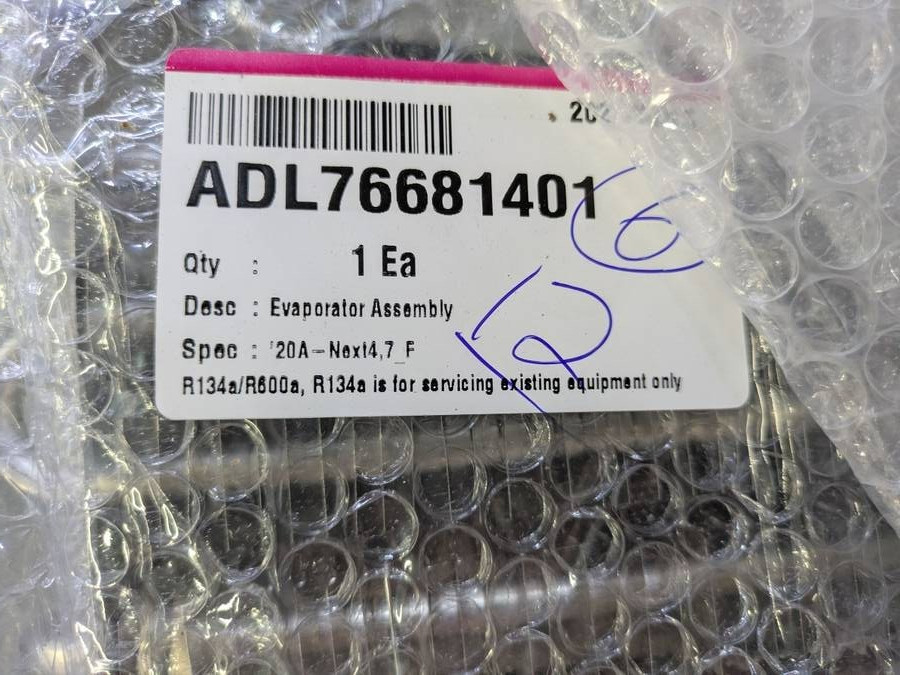 ADL76681401
Qty : 1 Ea
Desc : Evaporator Assembly
Spec : '20A-Next4,7_F
R134a/R600a, R134a is for servicing existing equipment only